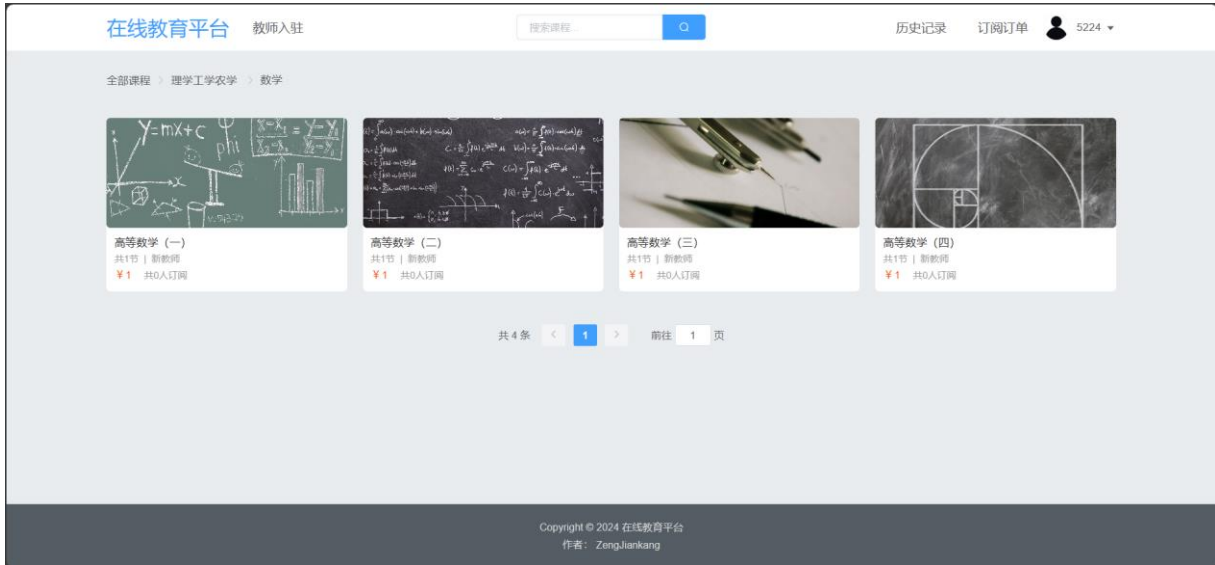 在线教育平台 教师入驻 搜索课程... 历史记录 订阅订单 5224
全部课程 > 理学工学农学 > 数学
Y=mx+c phi
高等数学 (一) 高等数学 (二) 高等数学 (三) 高等数学 (四)
共1节 | 新教师 共1节 | 新教师 共1节 | 新教师 共1节 | 新教师
¥ 1 共0人订阅 ¥ 1 共0人订阅 ¥ 1 共0人订阅 ¥ 1 共0人订阅
共 4 条 < 1 > 前往 1 页
Copyright © 2024 在线教育平台
作者: ZengJiankang